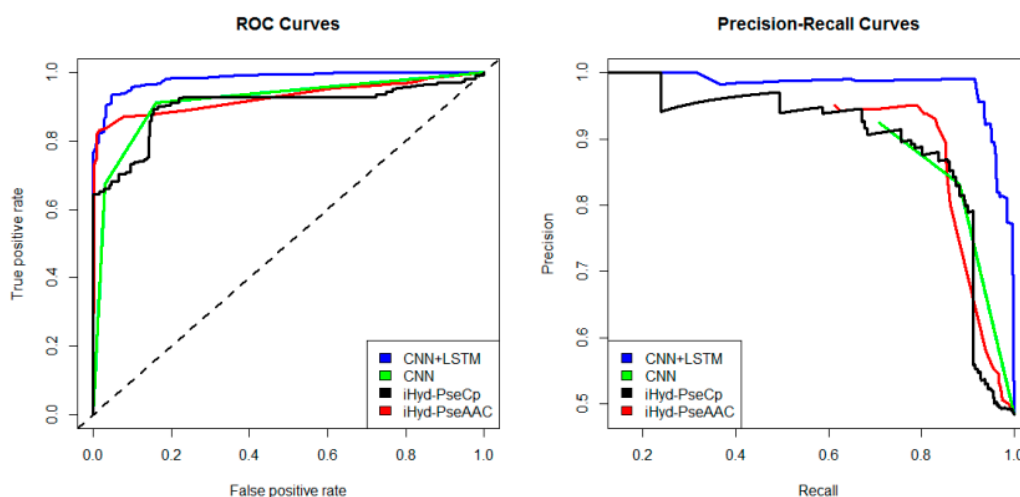 ROC Curves
True positive rate
1.0
0.8
0.6
0.4
0.2
0.0
CNN+LSTM
CNN
iHyd-PseCp
iHyd-PseAAC
0.0 0.2 0.4 0.6 0.8 1.0
False positive rate
Precision-Recall Curves
Precision
1.0
0.9
0.8
0.7
0.6
0.5
CNN+LSTM
CNN
iHyd-PseCp
iHyd-PseAAC
0.2 0.4 0.6 0.8 1.0
Recall